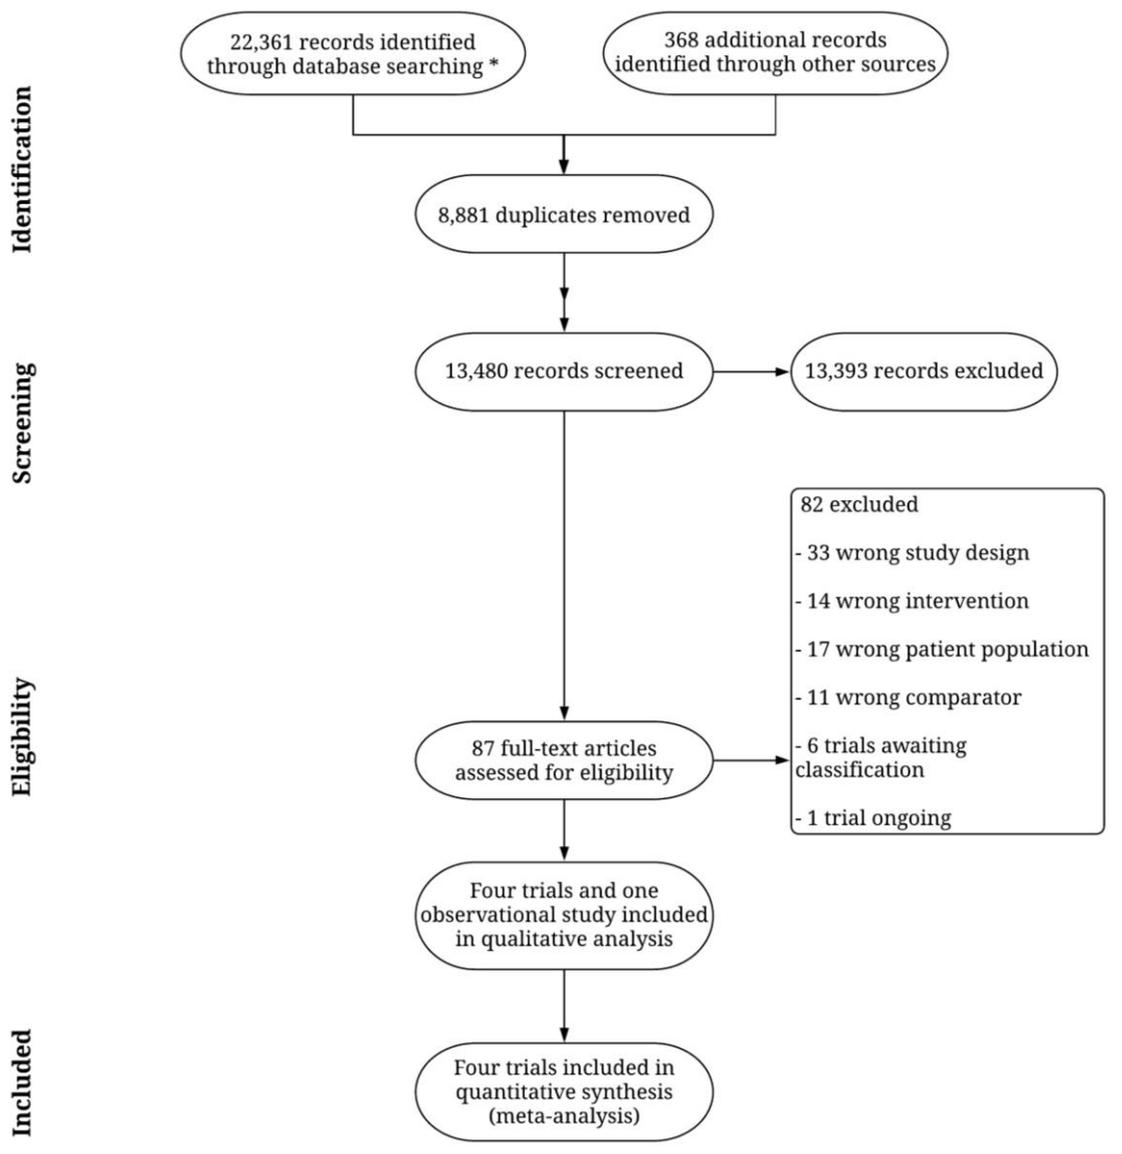 22,361 records identified
through database searching *
368 additional records
identified through other sources
Identification
8,881 duplicates removed
Screening
13,480 records screened
13,393 records excluded
82 excluded
- 33 wrong study design
- 14 wrong intervention
- 17 wrong patient population
- 11 wrong comparator
- 6 trials awaiting
classification
- 1 trial ongoing
Eligibility
87 full-text articles
assessed for eligibility
Four trials and one
observational study included
in qualitative analysis
Included
Four trials included in
quantitative synthesis
(meta-analysis)